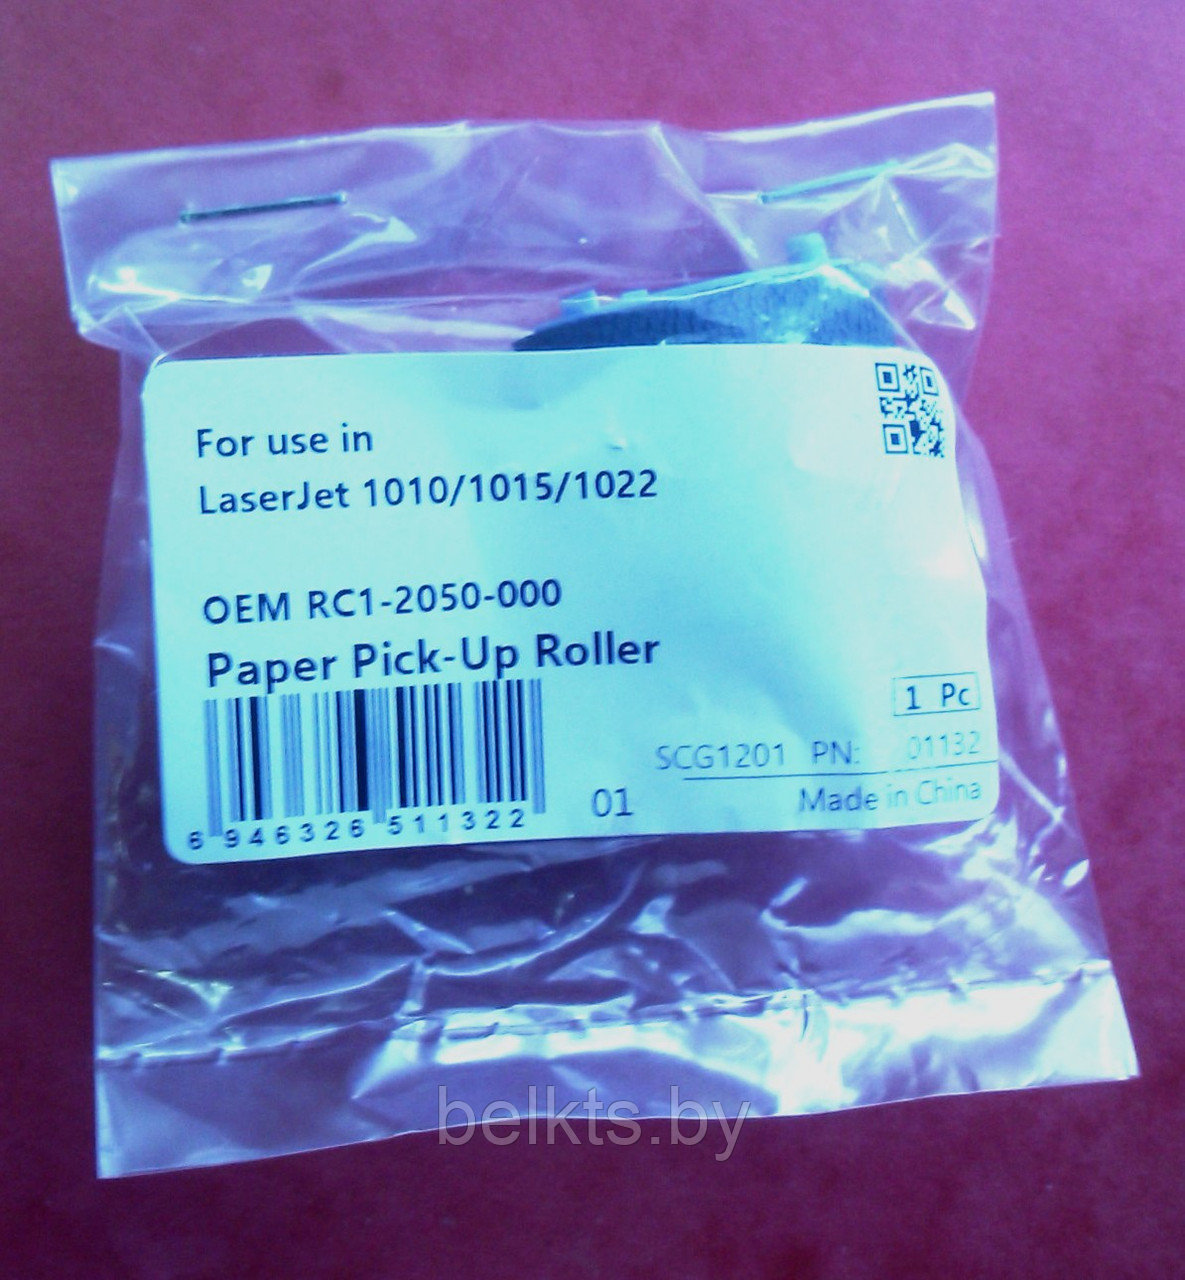 For use in
LaserJet 1010/1015/1022
OEM RC1-2050-000
Paper Pick-Up Roller
1 Pc
SCG1201 PN: 01132
Made in China
01
6 946326 511322
belkts.by